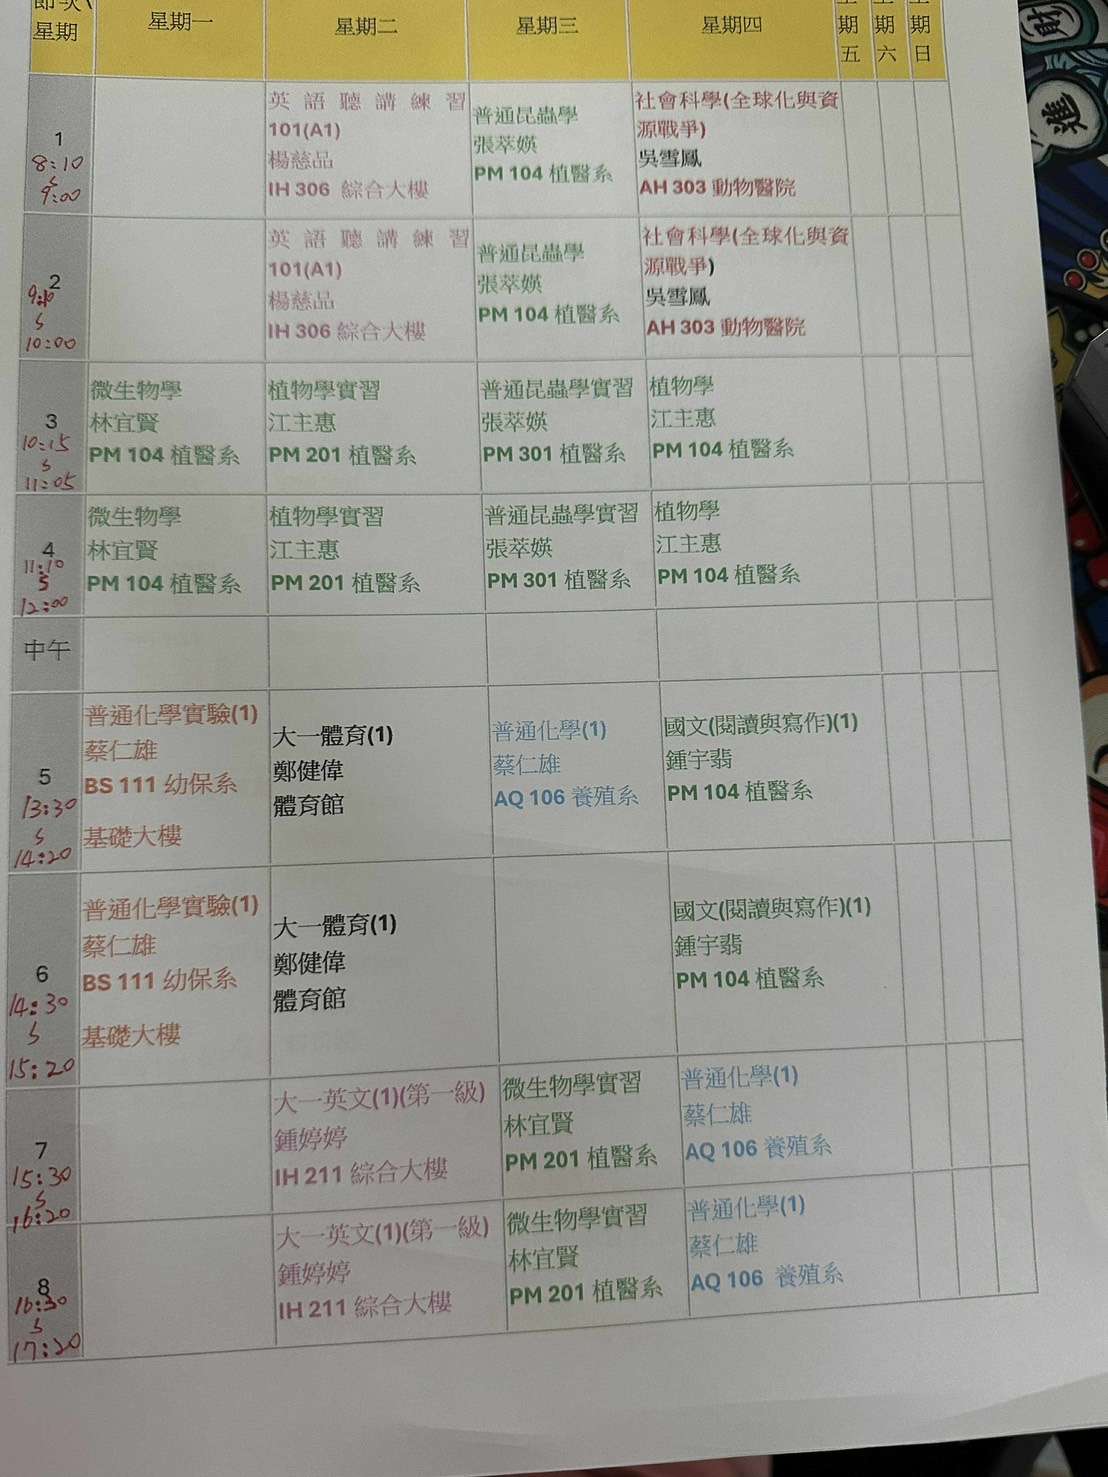 節次\
星期
星期一
星期二
星期三
星期四
期
五
期
六
期
日
1
8:10
9:00
英語聽講練習
101(A1)
楊慈品
IH 306 綜合大樓
普通昆蟲學
張萃媖
PM 104 植醫系
社會科學(全球化與資
源戰爭)
吳雪鳳
AH 303 動物醫院
2
9:10
10:00
英語聽講練習
101(A1)
楊慈品
IH 306 綜合大樓
普通昆蟲學
張萃媖
PM 104 植醫系
社會科學(全球化與資
源戰爭)
吳雪鳳
AH 303 動物醫院
3
10:15
11:05
微生物學
林宜賢
PM 104 植醫系
植物學實習
江主惠
PM 201 植醫系
普通昆蟲學實習
張萃媖
PM 301 植醫系
植物學
江主惠
PM 104 植醫系
4
11:10
12:00
微生物學
林宜賢
PM 104 植醫系
植物學實習
江主惠
PM 201 植醫系
普通昆蟲學實習
張萃媖
PM 301 植醫系
植物學
江主惠
PM 104 植醫系
中午
5
13:30
14:20
普通化學實驗(1)
蔡仁雄
BS 111 幼保系
基礎大樓
大一體育(1)
鄭健偉
體育館
普通化學(1)
蔡仁雄
AQ 106 養殖系
國文(閱讀與寫作)(1)
鍾宇翡
PM 104 植醫系
6
14:30
15:20
普通化學實驗(1)
蔡仁雄
BS 111 幼保系
基礎大樓
大一體育(1)
鄭健偉
體育館
國文(閱讀與寫作)(1)
鍾宇翡
PM 104 植醫系
7
15:30
16:20
大一英文(1)(第一級)
鍾婷婷
IH 211 綜合大樓
微生物學實習
林宜賢
PM 201 植醫系
普通化學(1)
蔡仁雄
AQ 106 養殖系
8
16:30
17:20
大一英文(1)(第一級)
鍾婷婷
IH 211 綜合大樓
微生物學實習
林宜賢
PM 201 植醫系
普通化學(1)
蔡仁雄
AQ 106 養殖系
財
進